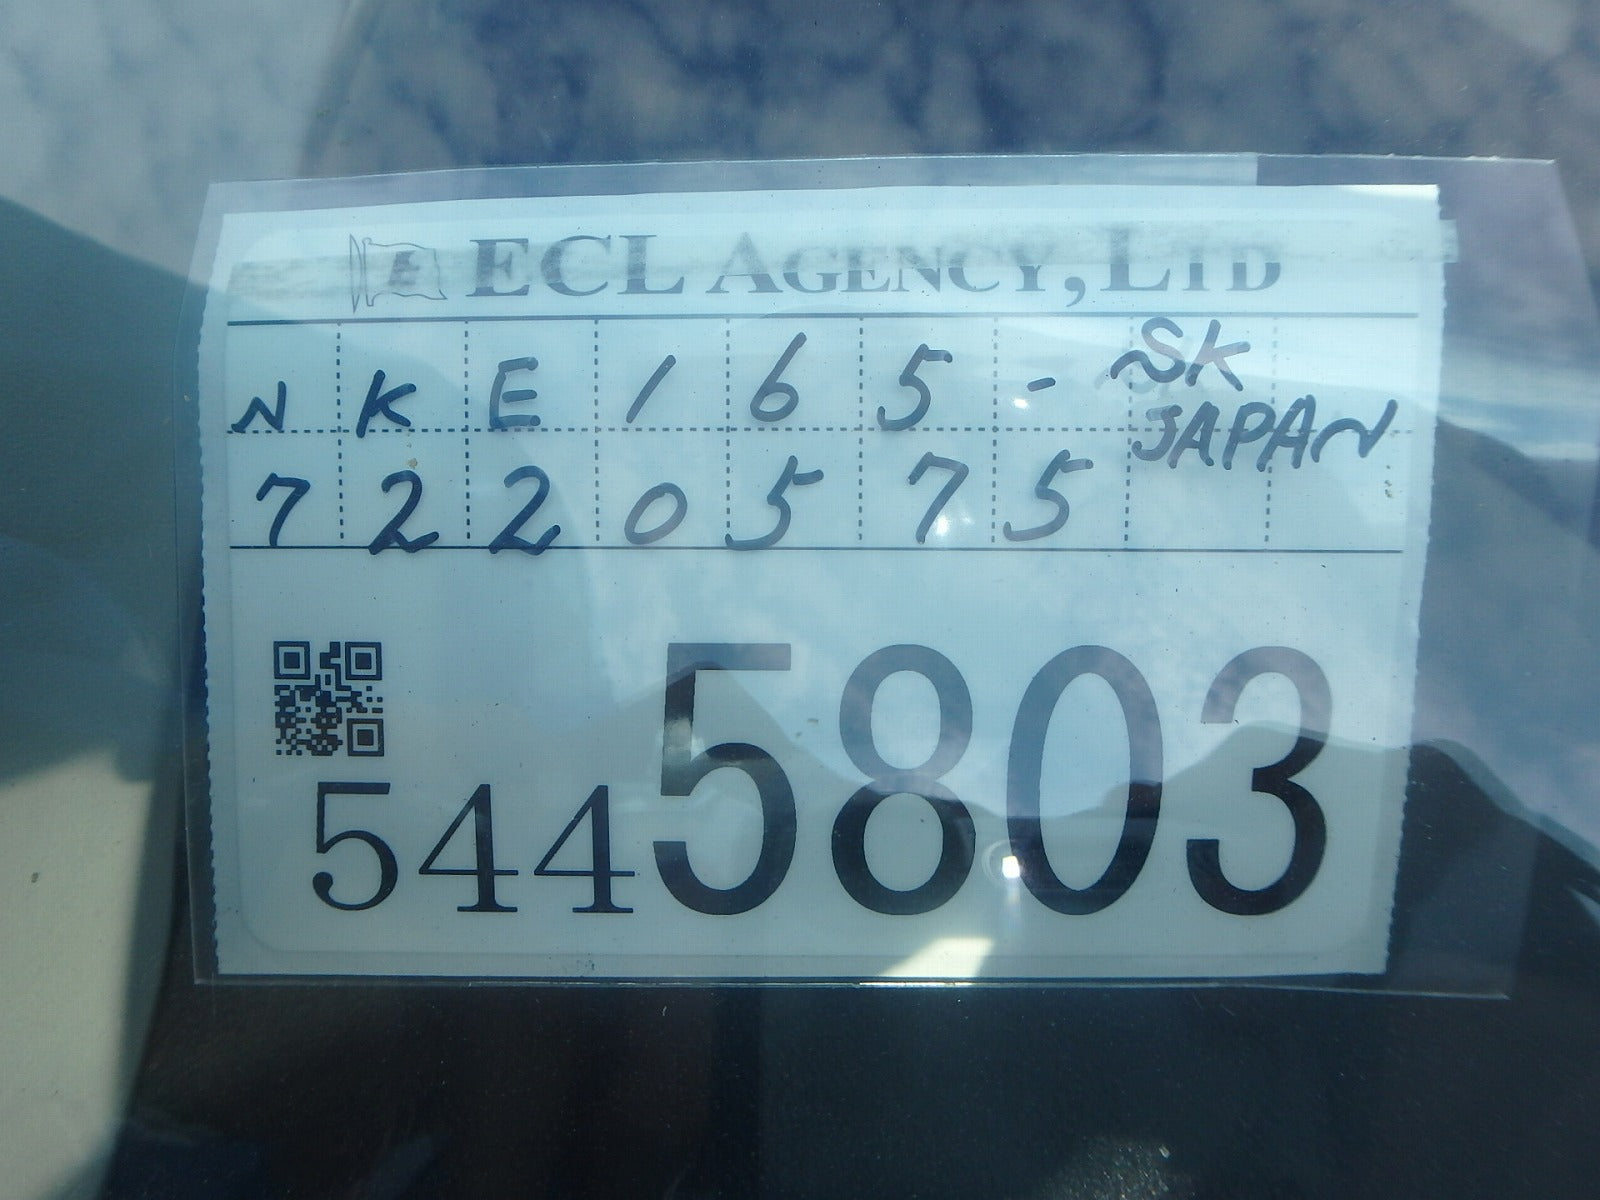 ECL AGENCY, LTD
NKE165- SK JAPAN
7220575
5445803